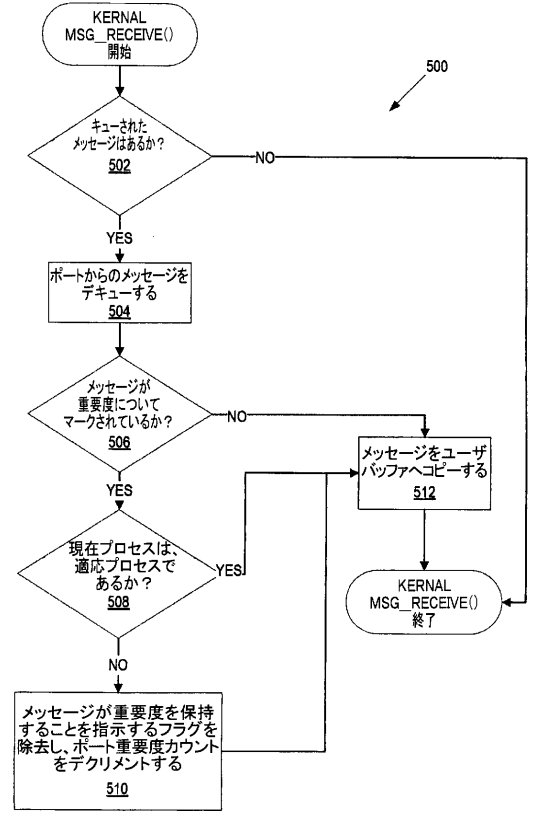 KERNAL
MSG_RECEIVE()
開始
500
キューされた
メッセージはあるか?
502
NO
YES
ポートからのメッセージを
デキューする
504
メッセージが
重要度について
マークされているか?
506
NO
YES
メッセージをユーザ
バッファへコピーする
512
現在プロセスは、
適応プロセスで
あるか?
508
YES
NO
KERNAL
MSG_RECEIVE()
終了
メッセージが重要度を保持
することを指示するフラグを
除去し、ポート重要度カウント
をデクリメントする
510